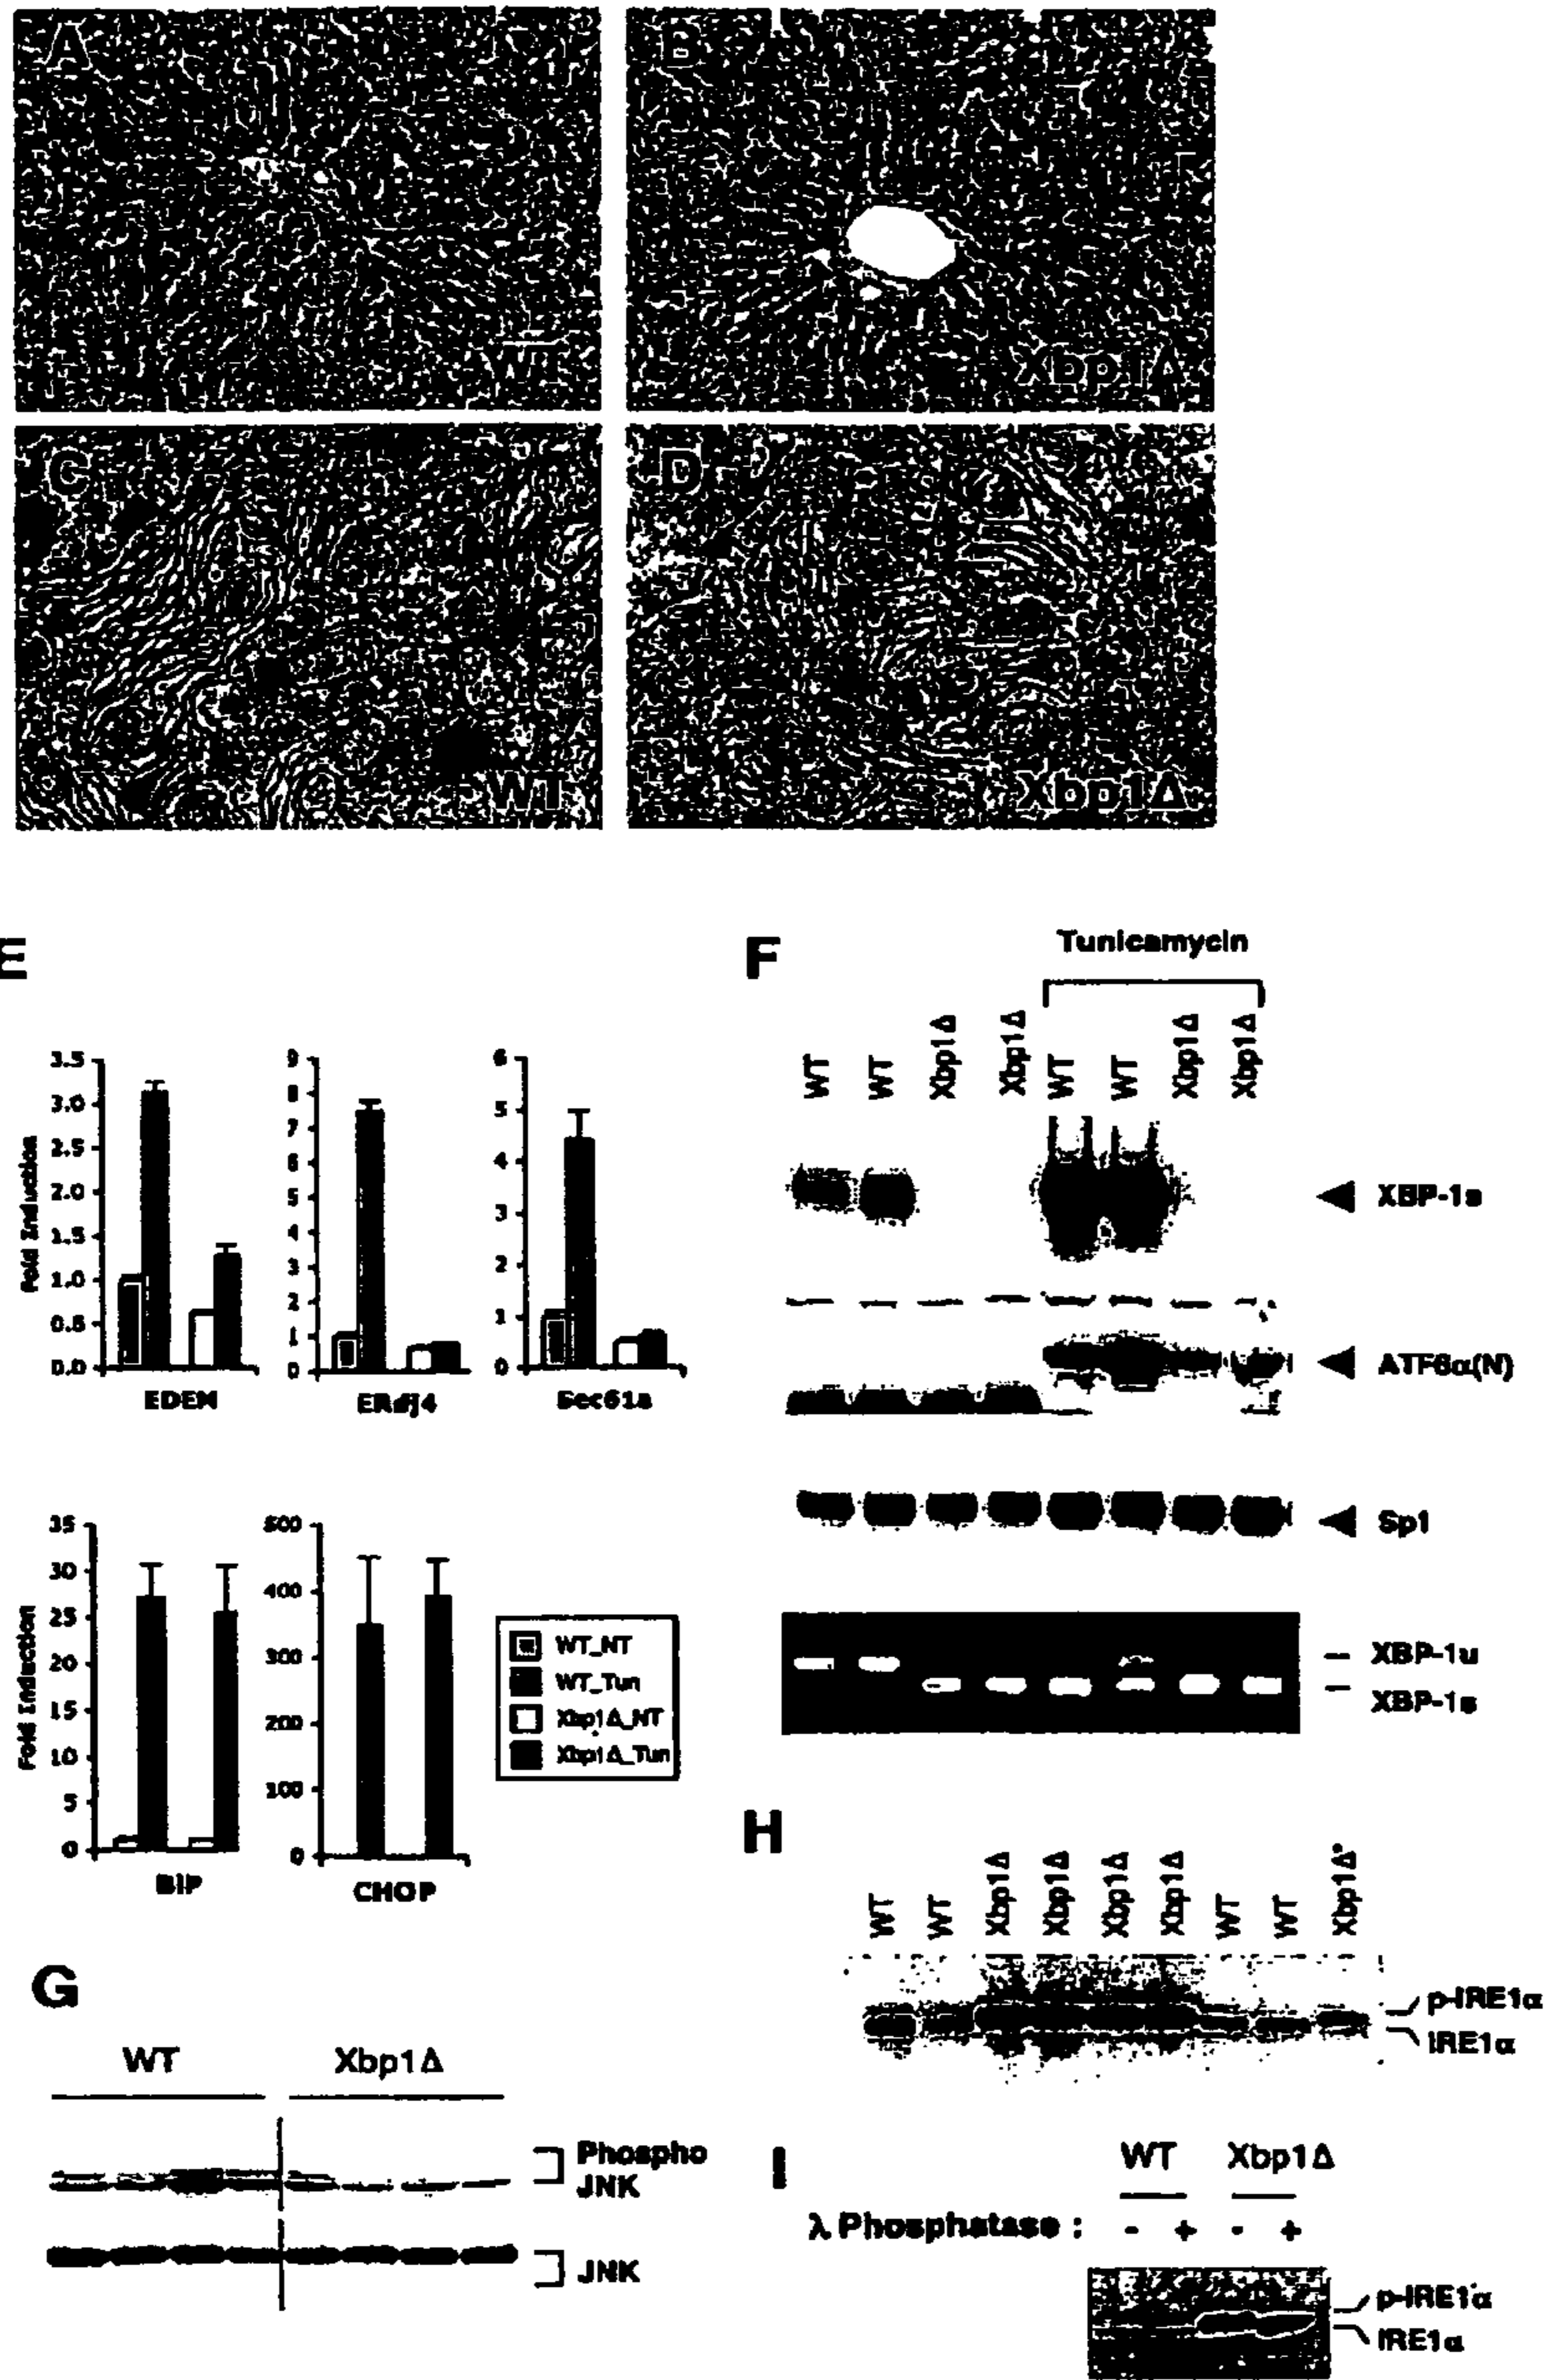 A
B
WT
Xbp1Δ
C
D
WT
Xbp1Δ
E
3.5
3.0
2.5
2.0
1.5
1.0
0.5
0.0
Fold Induction
EDEM
9
8
7
6
5
4
3
2
1
0
ERdj4
6
5
4
3
2
1
0
Sec61a
35
30
25
20
15
10
5
0
Fold Induction
BiP
500
400
300
200
100
0
CHOP
WT_NT
WT_Tun
Xbp1Δ_NT
Xbp1Δ_Tun
F
Tunicamycin
WT WT Xbp1Δ Xbp1Δ WT WT Xbp1Δ Xbp1Δ
XBP-1s
ATF6α(N)
Sp1
XBP-1u
XBP-1s
G
WT Xbp1Δ
Phospho
JNK
JNK
H
WT WT Xbp1Δ Xbp1Δ Xbp1Δ Xbp1Δ WT WT Xbp1Δ*
p-IRE1α
IRE1α
I
WT Xbp1Δ
λ Phosphatase : - + - +
p-IRE1α
IRE1α